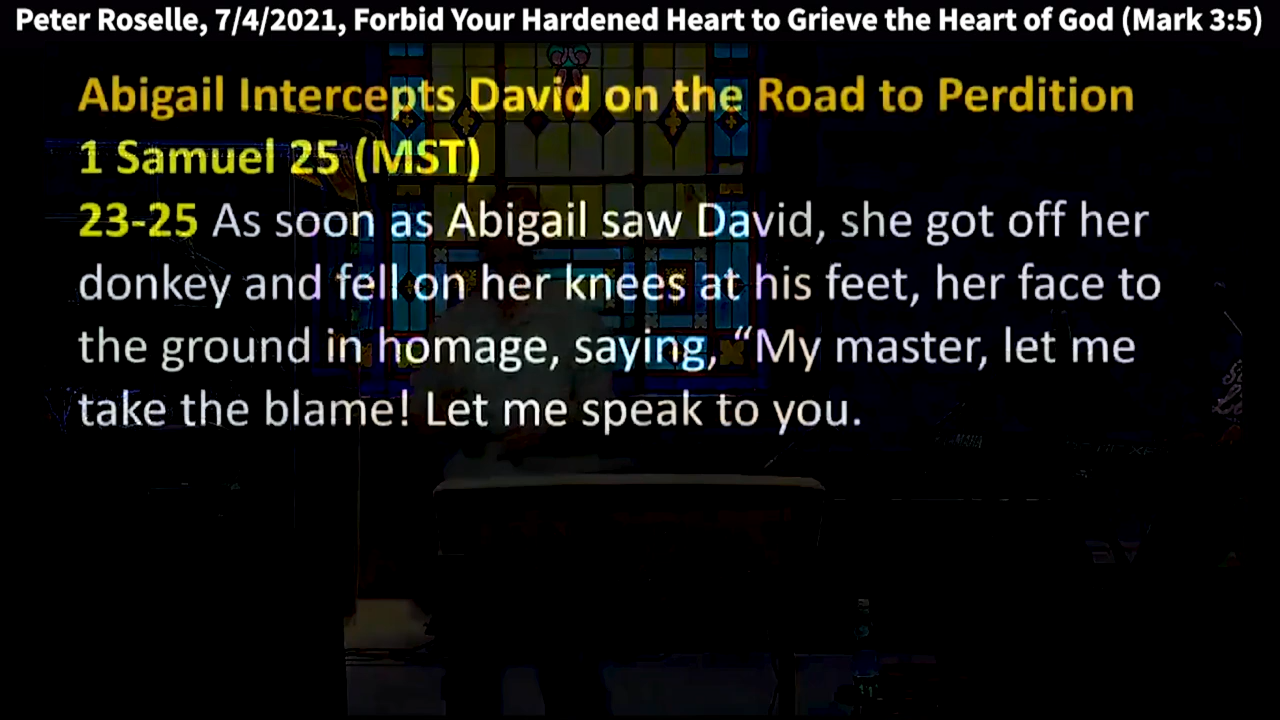 Peter Roselle, 7/4/2021, Forbid Your Hardened Heart to Grieve the Heart of God (Mark 3:5)
Abigail Intercepts David on the Road to Perdition
1 Samuel 25 (MST)
23-25 As soon as Abigail saw David, she got off her
donkey and fell on her knees at his feet, her face to
the ground in homage, saying, “My master, let me
take the blame! Let me speak to you.
YAMAHA